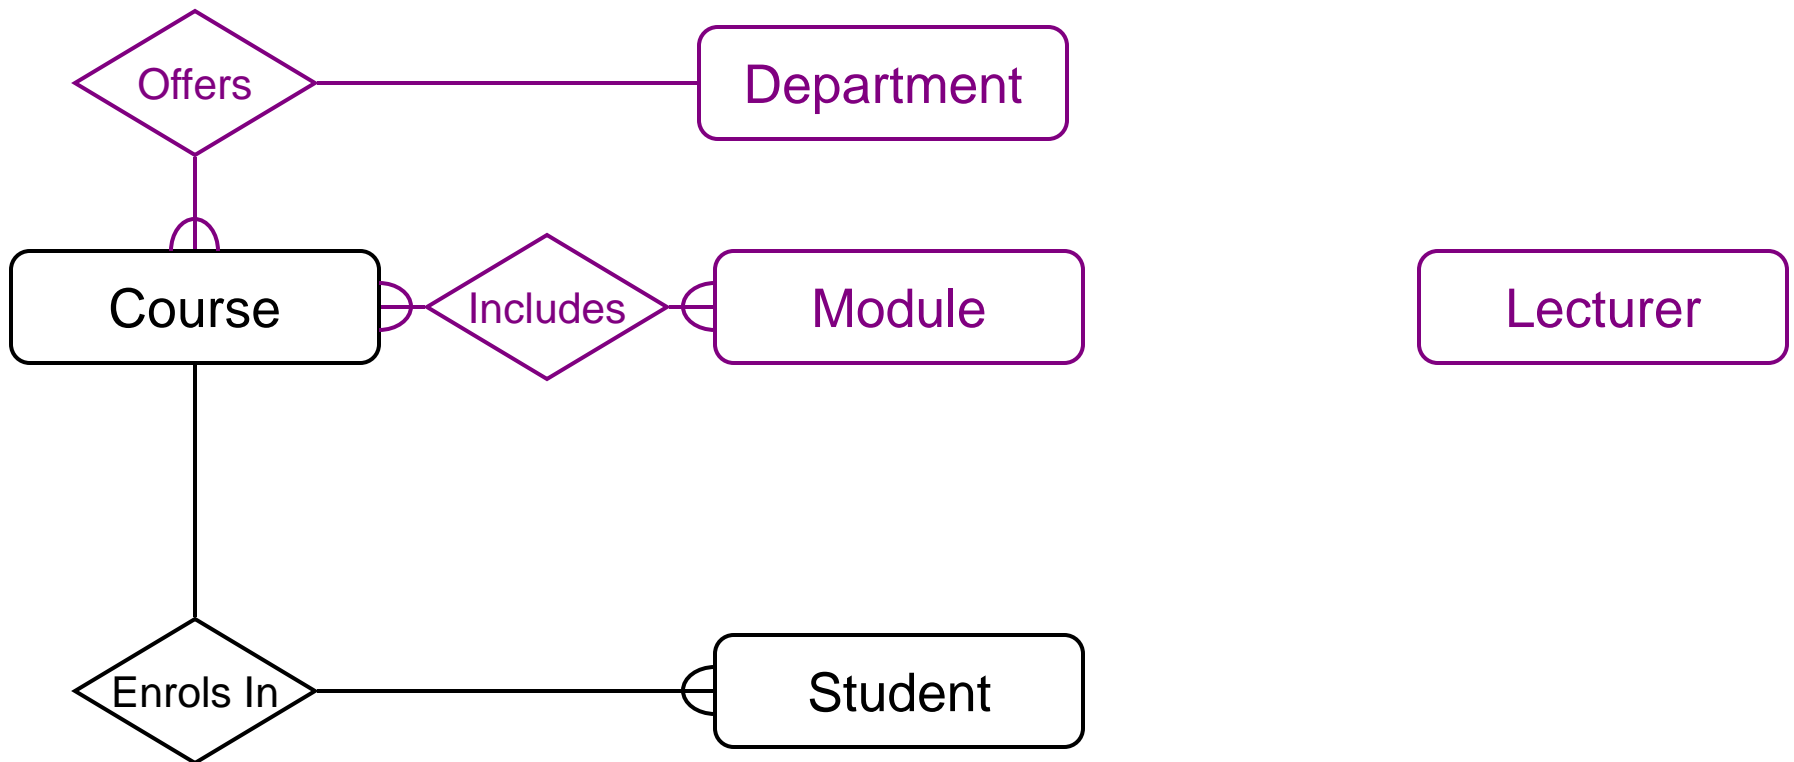 Offers
Department
Course
Includes
Module
Lecturer
Enrols In
Student